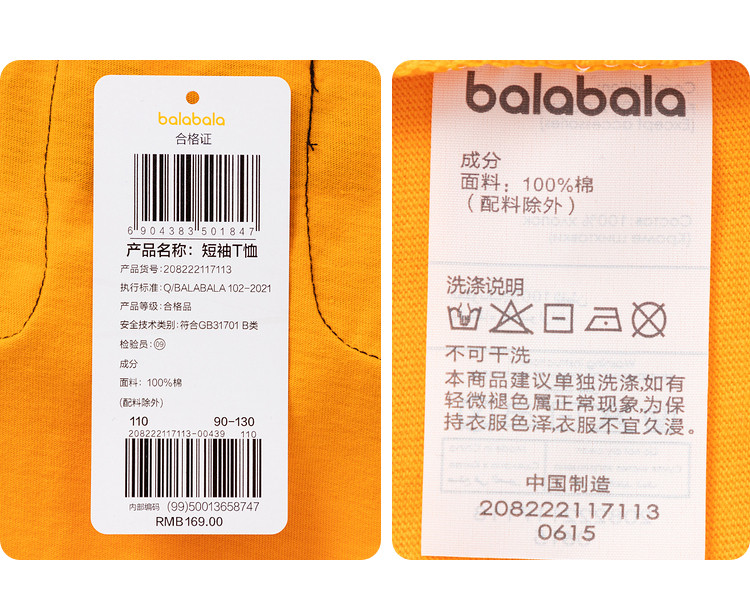 balabala
合格证
6 904383 501847
产品名称：短袖T恤
产品货号:208222117113
执行标准:Q/BALABALA 102-2021
产品等级:合格品
安全技术类别:符合GB31701 B类
检验员:09
成分
面料：100%棉
(配料除外)
110 90-130
208222117113-00439 110
内部编码 (99)50013658747
RMB169.00
balabala
成分
面料：100%棉
（配料除外）
洗涤说明
不可干洗
本商品建议单独洗涤,如有
轻微褪色属正常现象,为保
持衣服色泽,衣服不宜久浸。
中国制造
208222117113
0615